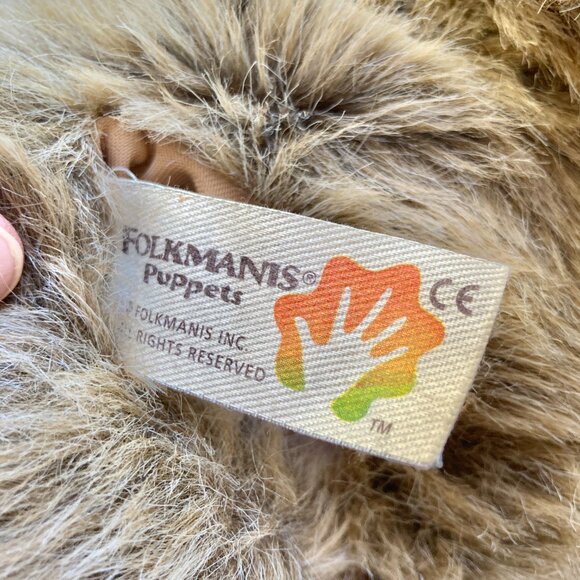 FOLKMANIS®
Puppets
FOLKMANIS INC.
RIGHTS RESERVED
CE
TM